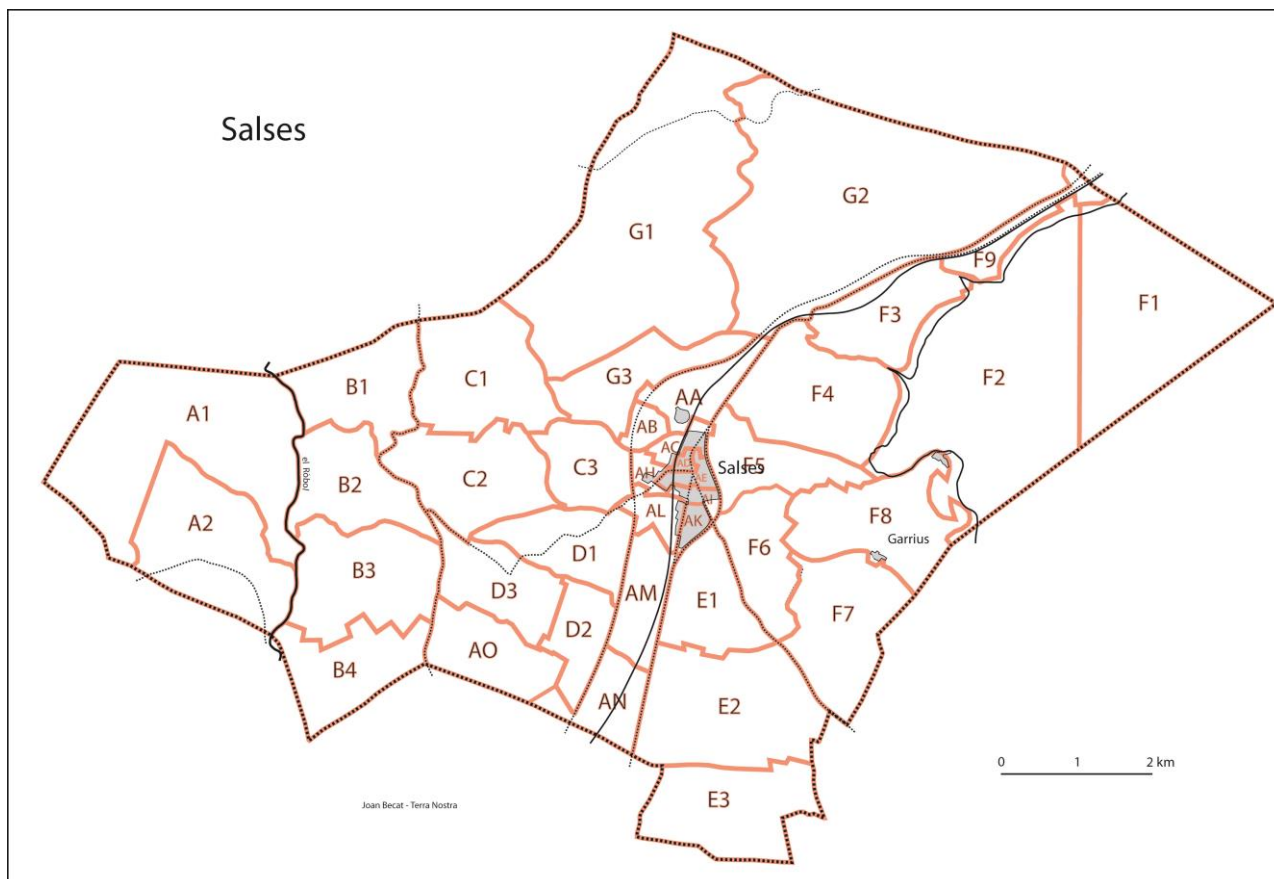 Salses
G1
G2
F9
F1
F3
C1
G3
F2
B1
F4
AA
A1
AB
AC
Salses
F5
C3
AH
C2
B2
el Ròbol
AE
AL
AK
F8
A2
Garrius
F6
D1
B3
D3
AM
E1
F7
D2
AO
B4
AN
E2
0 1 2 km
E3
Joan Becat - Terra Nostra